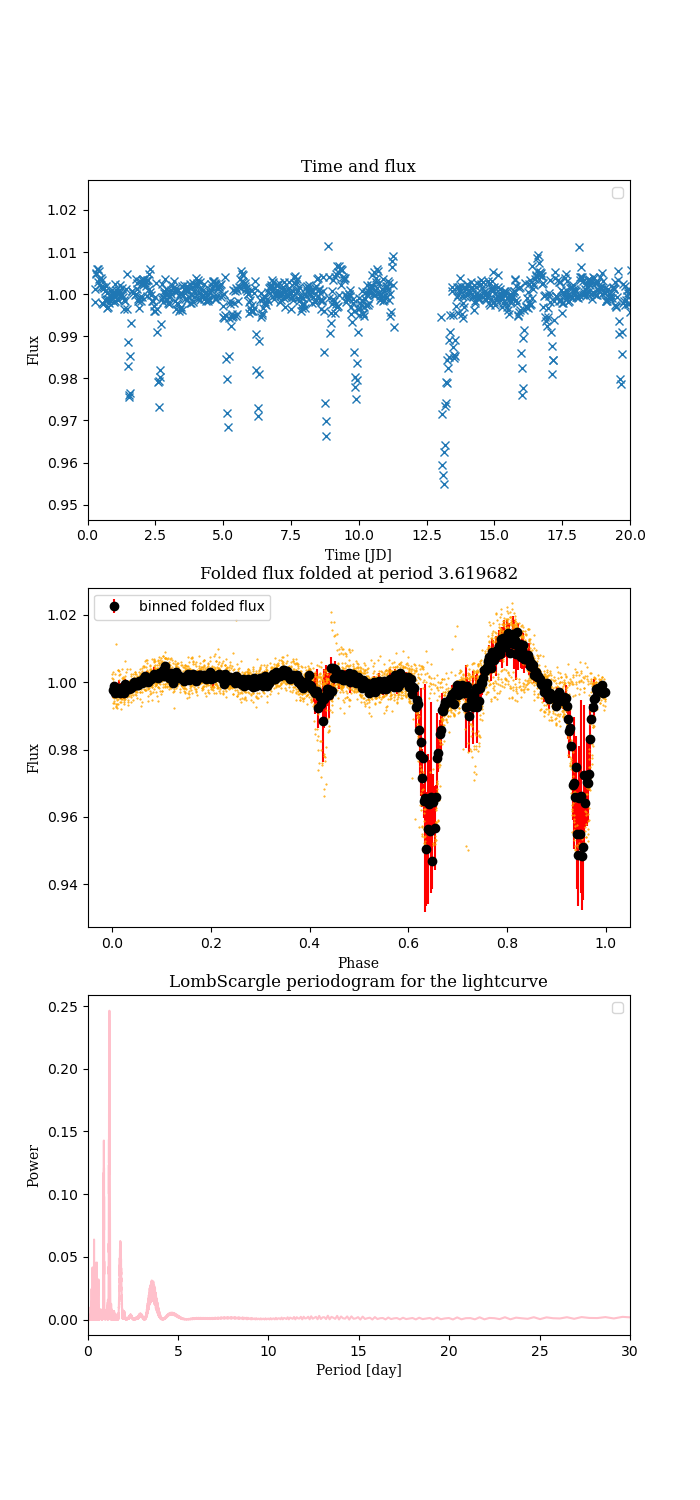 Time and flux
1.02
1.01
1.00
0.99
0.98
0.97
0.96
0.95
Flux
0.0 2.5 5.0 7.5 10.0 12.5 15.0 17.5 20.0
Time [JD]
Folded flux folded at period 3.619682
binned folded flux
1.02
1.00
0.98
0.96
0.94
Flux
0.0 0.2 0.4 0.6 0.8 1.0
Phase
LombScargle periodogram for the lightcurve
0.25
0.20
0.15
0.10
0.05
0.00
Power
0 5 10 15 20 25 30
Period [day]